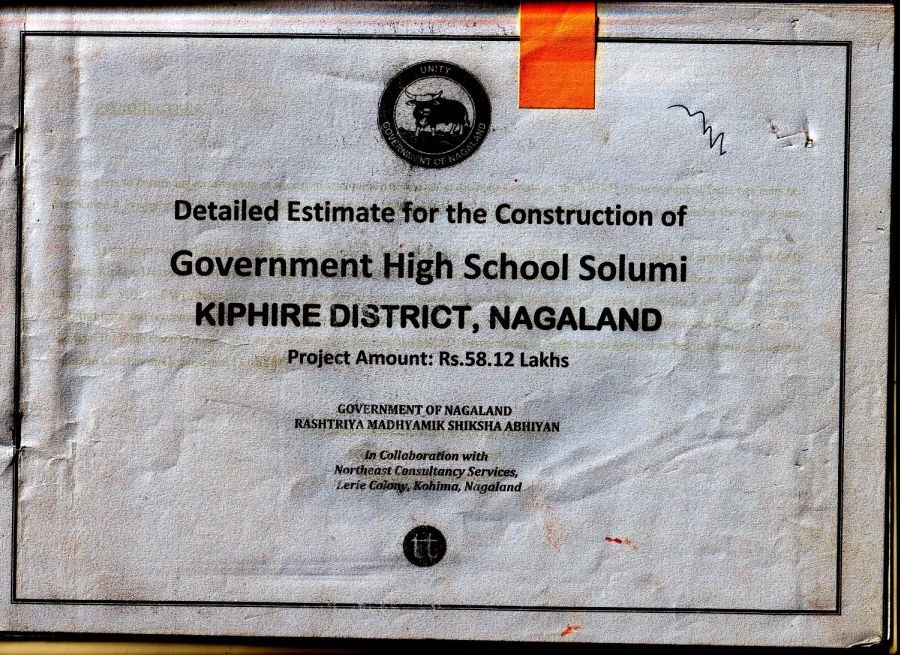 UNITY
GOVERNMENT OF NAGALAND
Detailed Estimate for the Construction of
Government High School Solumi
KIPHIRE DISTRICT, NAGALAND
Project Amount: Rs.58.12 Lakhs
GOVERNMENT OF NAGALAND
RASHTRIYA MADHYAMIK SHIKSHA ABHIYAN
In Collaboration with
Northeast Consultancy Services,
Lerie Colony, Kohima, Nagaland
tt